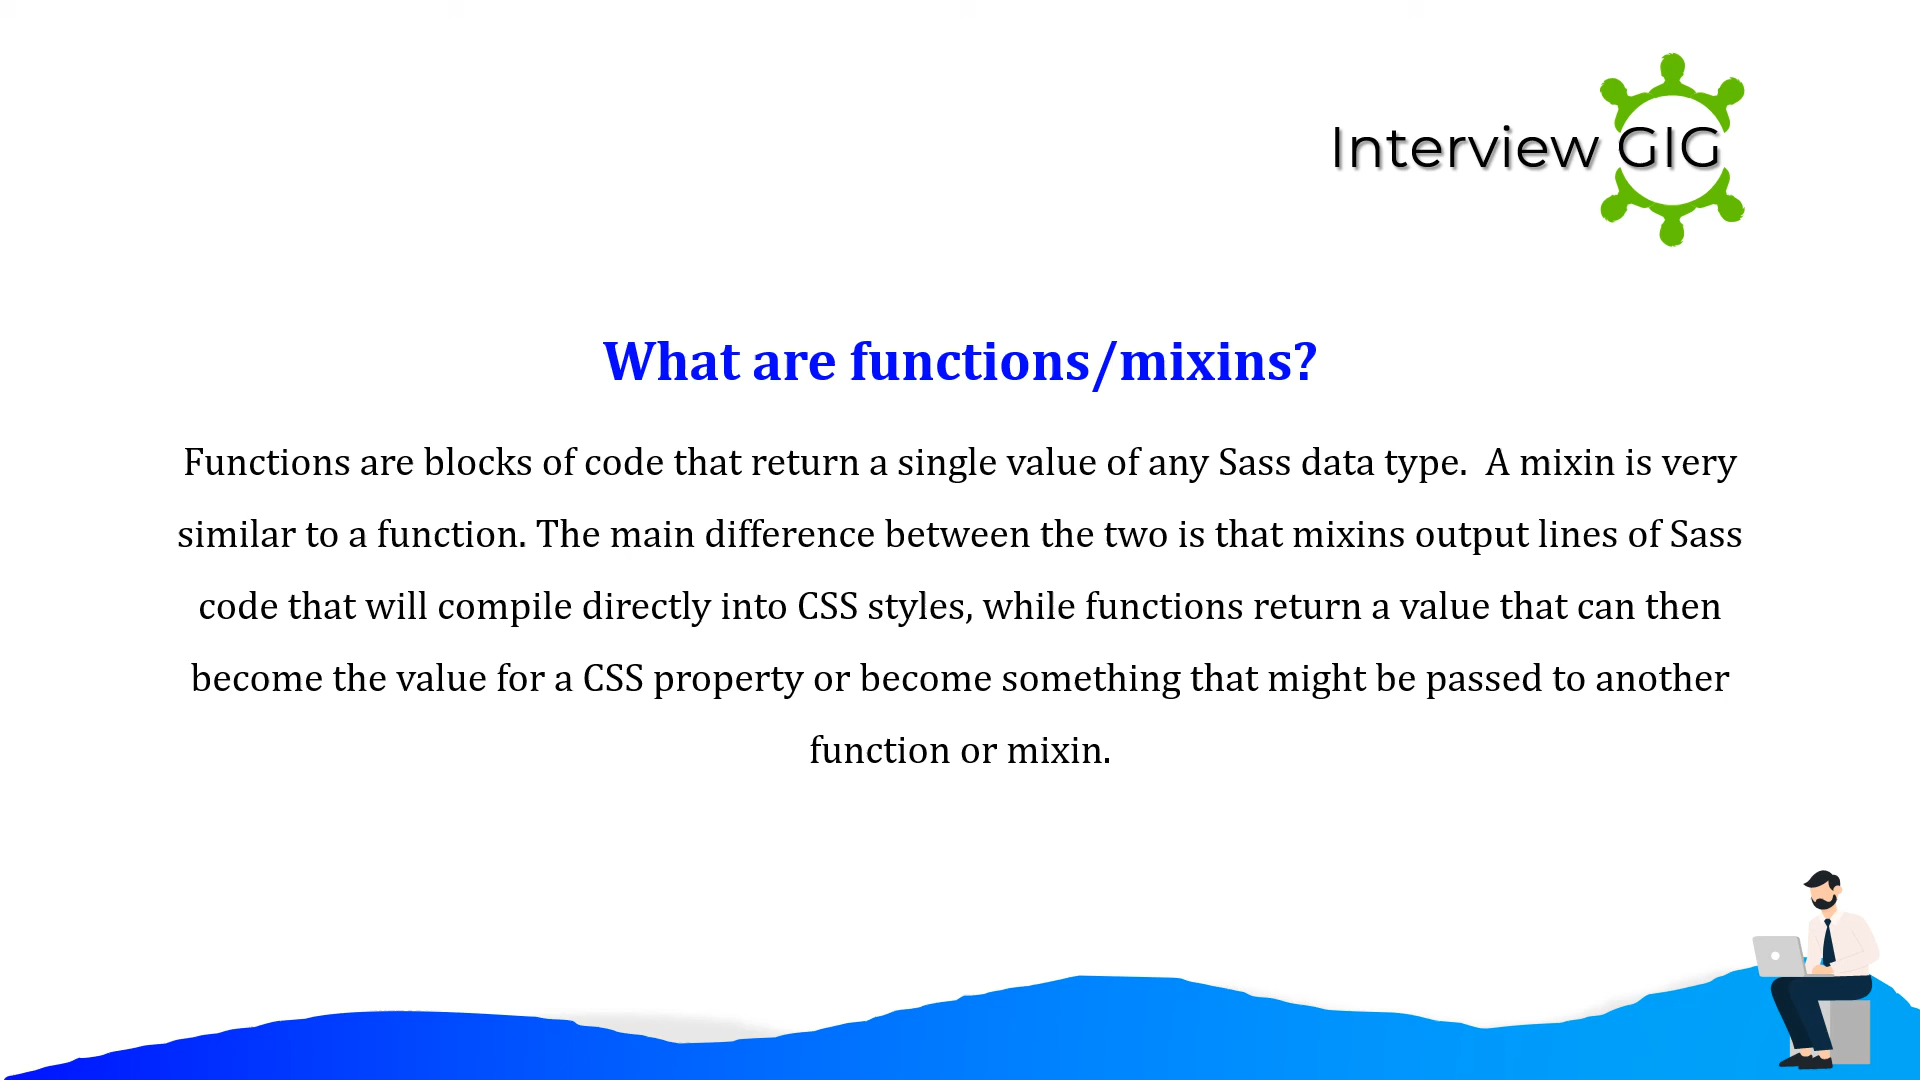 Interview GIG
What are functions/mixins?
Functions are blocks of code that return a single value of any Sass data type.  A mixin is very
similar to a function. The main difference between the two is that mixins output lines of Sass
code that will compile directly into CSS styles, while functions return a value that can then
become the value for a CSS property or become something that might be passed to another
function or mixin.